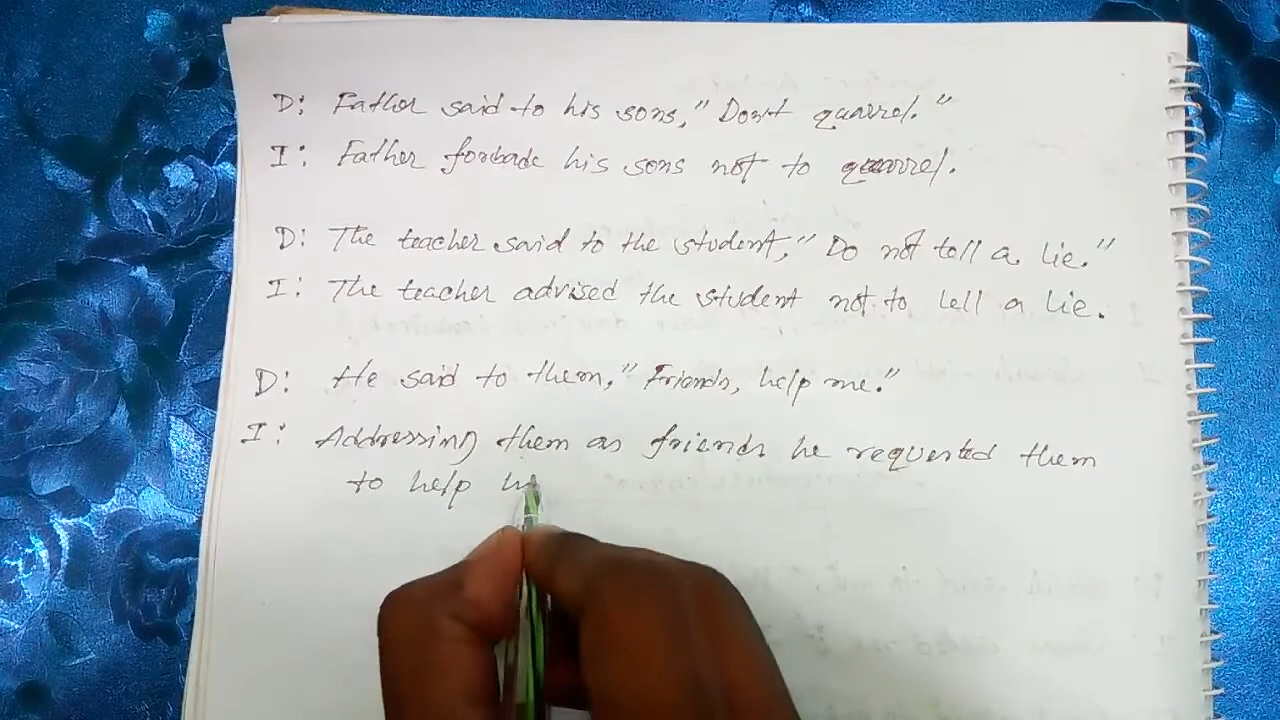 D: Father said to his sons, "Don't quarrel."
I: Father forbade his sons not to quarrel.
D: The teacher said to the student, "Do not tell a lie."
I: The teacher advised the student not to tell a lie.
D: He said to them, "Friends, help me."
I: Addressing them as friends he requested them
to help hi